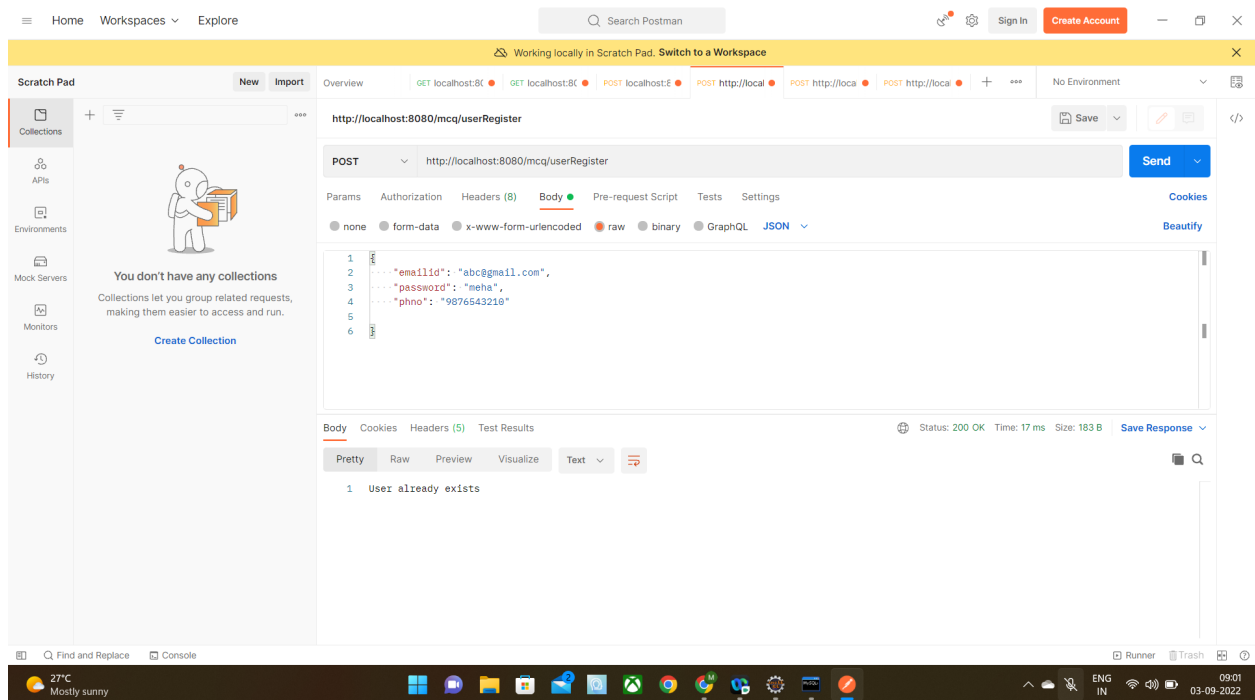 Home Workspaces Explore Search Postman Sign In Create Account
Working locally in Scratch Pad. Switch to a Workspace
Scratch Pad New Import Overview GET localhost:8( GET localhost:8( POST localhost:8 POST http://local POST http://loca POST http://local No Environment
Collections
http://localhost:8080/mcq/userRegister Save
POST http://localhost:8080/mcq/userRegister Send
APIs
Params Authorization Headers (8) Body Pre-request Script Tests Settings Cookies
none form-data x-www-form-urlencoded raw binary GraphQL JSON Beautify
Environments
1 {
2 "emailid": "abc@gmail.com",
3 "password": "meha",
4 "phno": "9876543210"
5
6 }
Mock Servers
You don't have any collections
Collections let you group related requests,
making them easier to access and run.
Create Collection
Monitors
History
Body Cookies Headers (5) Test Results Status: 200 OK Time: 17 ms Size: 183 B Save Response
Pretty Raw Preview Visualize Text
1 User already exists
Find and Replace Console Runner Trash
27°C
Mostly sunny
2
M
MySQL
ENG
IN
09:01
03-09-2022